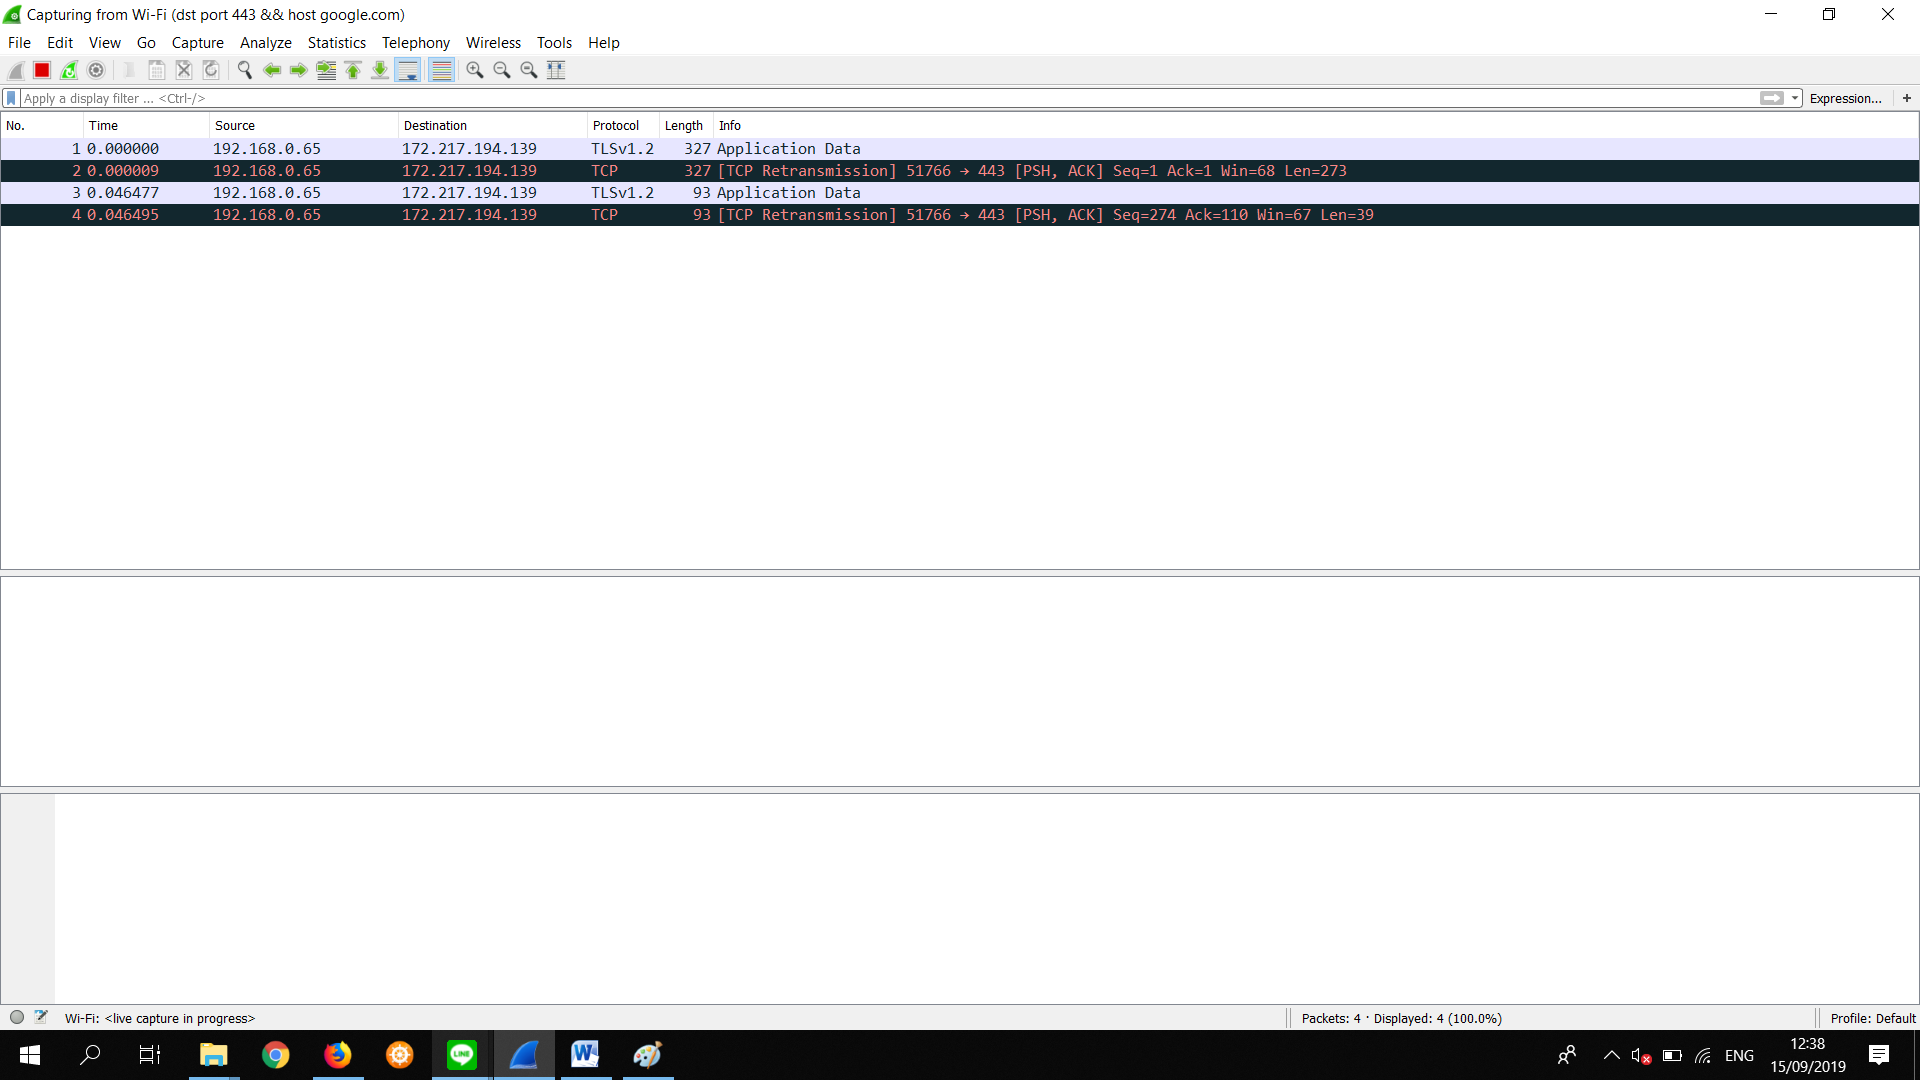 Capturing from Wi-Fi (dst port 443 && host google.com)
File Edit View Go Capture Analyze Statistics Telephony Wireless Tools Help
Apply a display filter ... <Ctrl-/> Expression... +
No. Time Source Destination Protocol Length Info
1 0.000000 192.168.0.65 172.217.194.139 TLSv1.2 327 Application Data
2 0.000009 192.168.0.65 172.217.194.139 TCP 327 [TCP Retransmission] 51766 → 443 [PSH, ACK] Seq=1 Ack=1 Win=68 Len=273
3 0.046477 192.168.0.65 172.217.194.139 TLSv1.2 93 Application Data
4 0.046495 192.168.0.65 172.217.194.139 TCP 93 [TCP Retransmission] 51766 → 443 [PSH, ACK] Seq=274 Ack=110 Win=67 Len=39
Wi-Fi: <live capture in progress> Packets: 4 · Displayed: 4 (100.0%) Profile: Default
LINE
W
ENG
12:38
15/09/2019